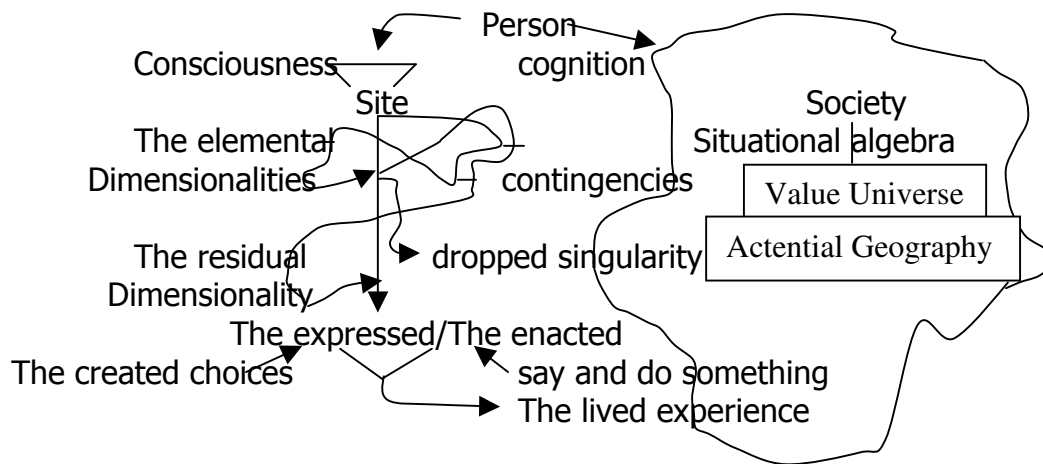 Person
Consciousness
cognition
Site
Society
The elemental
Situational algebra
Dimensionalities
contingencies
Value Universe
Actential Geography
The residual
dropped singularity
Dimensionality
The expressed/The enacted
The created choices
say and do something
The lived experience